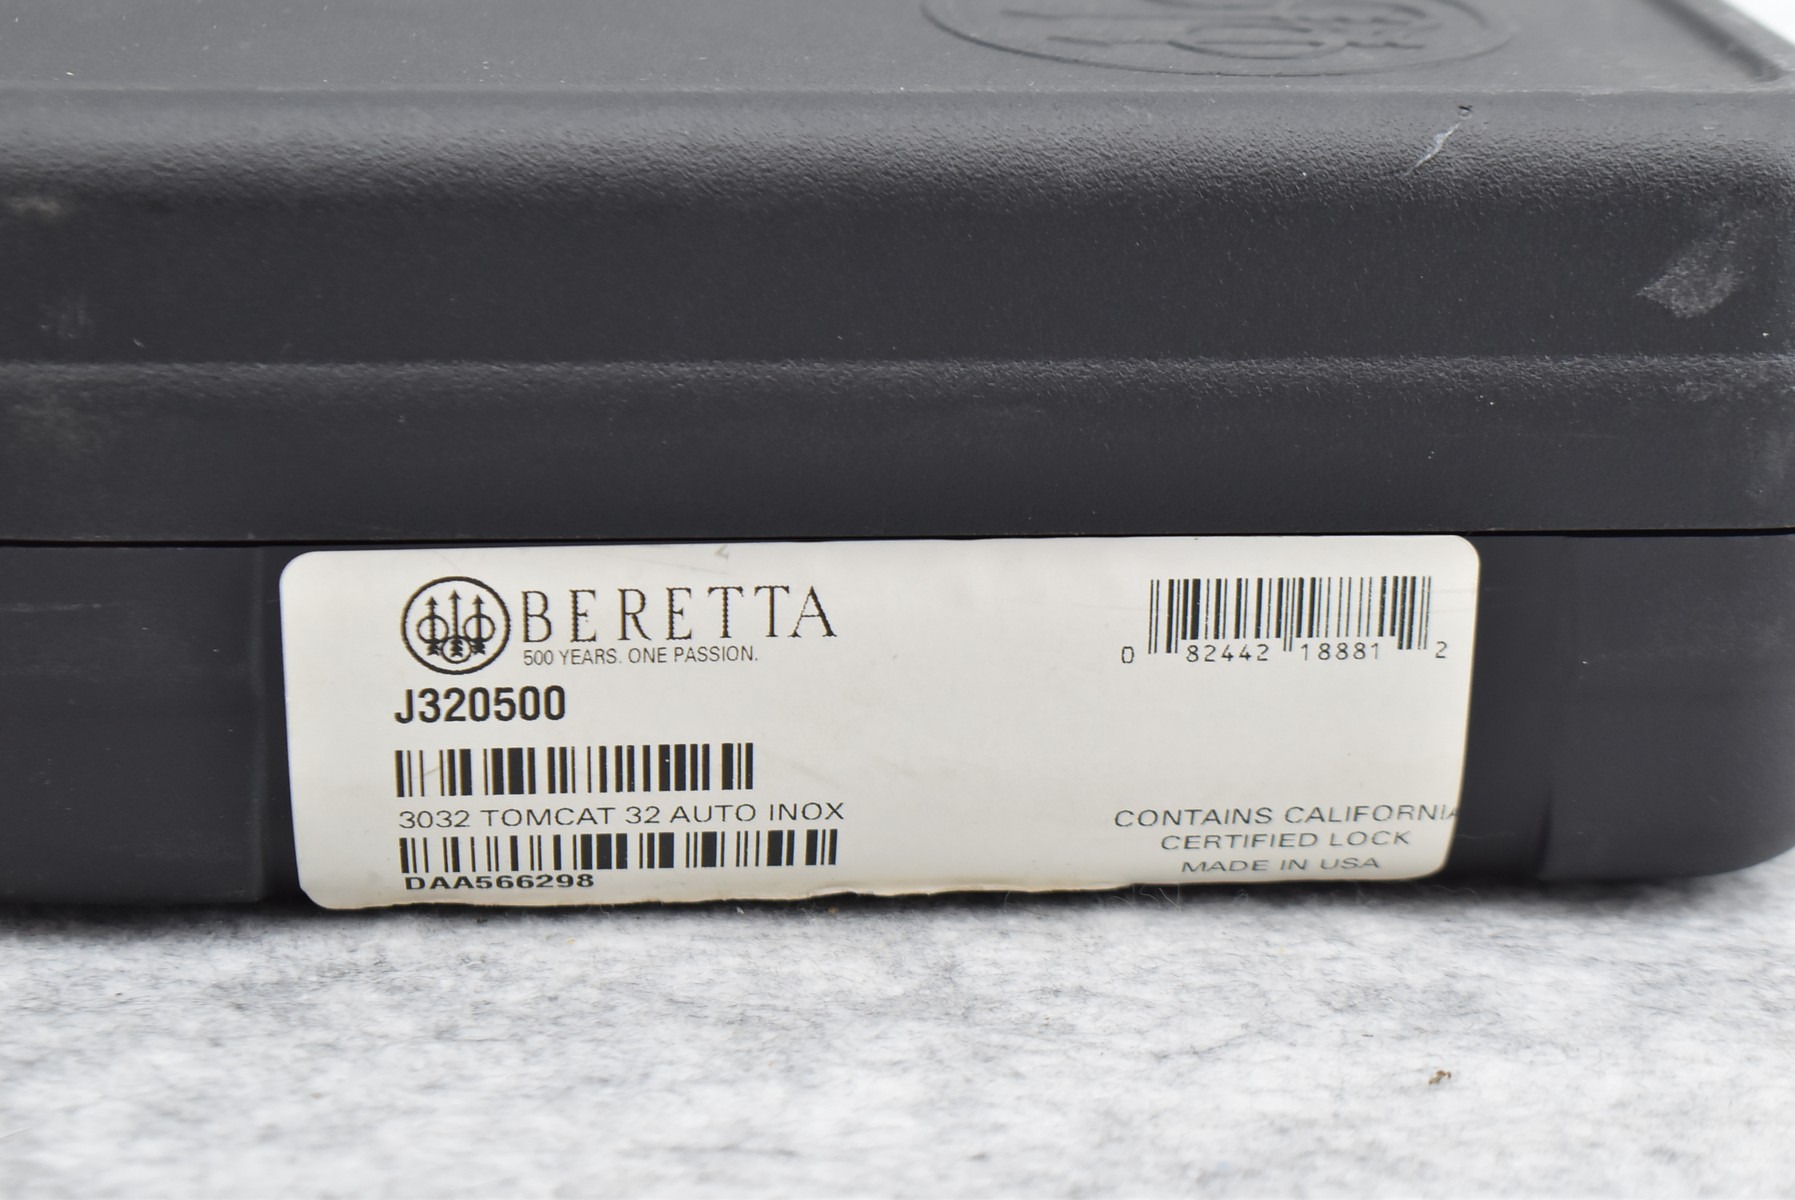 BERETTA
500 YEARS. ONE PASSION.
J320500
3032 TOMCAT 32 AUTO INOX
DAA566298
0 82442 18881 2
CONTAINS CALIFORNIA
CERTIFIED LOCK
MADE IN USA